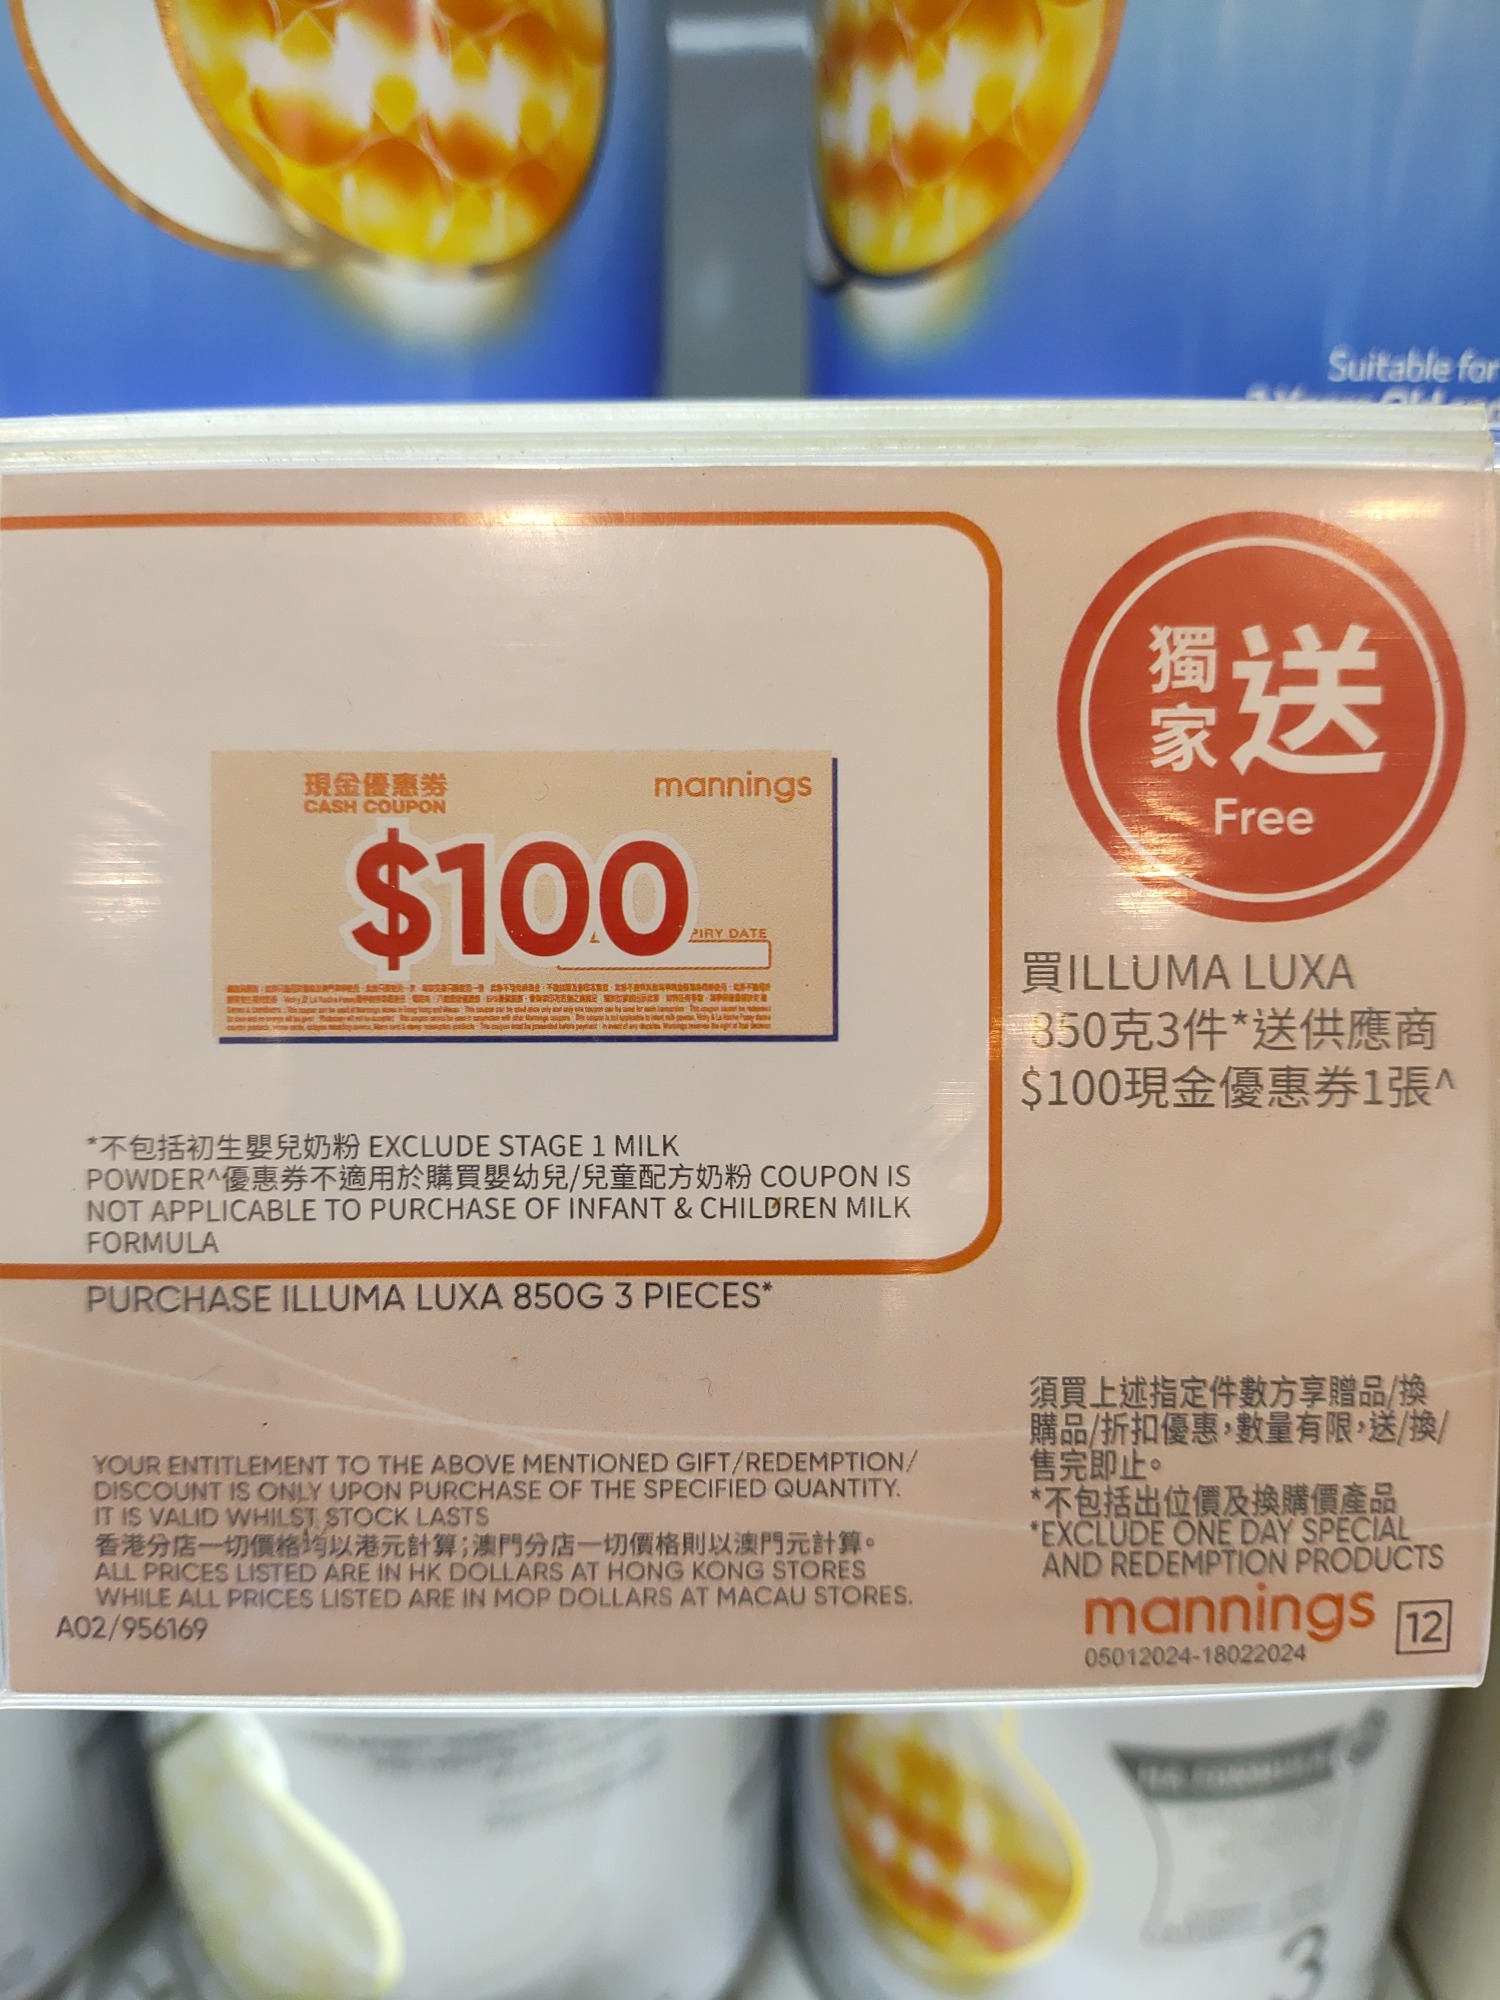 Suitable for
獨家 送
Free
現金優惠券
CASH COUPON
mannings
$100
PIRY DATE
買ILLUMA LUXA
850克3件*送供應商
$100現金優惠券1張^
*不包括初生嬰兒奶粉 EXCLUDE STAGE 1 MILK
POWDER^優惠券不適用於購買嬰幼兒/兒童配方奶粉 COUPON IS
NOT APPLICABLE TO PURCHASE OF INFANT & CHILDREN MILK
FORMULA
PURCHASE ILLUMA LUXA 850G 3 PIECES*
YOUR ENTITLEMENT TO THE ABOVE MENTIONED GIFT/REDEMPTION/
DISCOUNT IS ONLY UPON PURCHASE OF THE SPECIFIED QUANTITY.
IT IS VALID WHILST STOCK LASTS
香港分店一切價格均以港元計算;澳門分店一切價格則以澳門元計算。
ALL PRICES LISTED ARE IN HK DOLLARS AT HONG KONG STORES
WHILE ALL PRICES LISTED ARE IN MOP DOLLARS AT MACAU STORES.
A02/956169
須買上述指定件數方享贈品/換
購品/折扣優惠,數量有限,送/換/
售完即止。
*不包括出位價及換購價產品
*EXCLUDE ONE DAY SPECIAL
AND REDEMPTION PRODUCTS
mannings 12
05012024-18022024
3